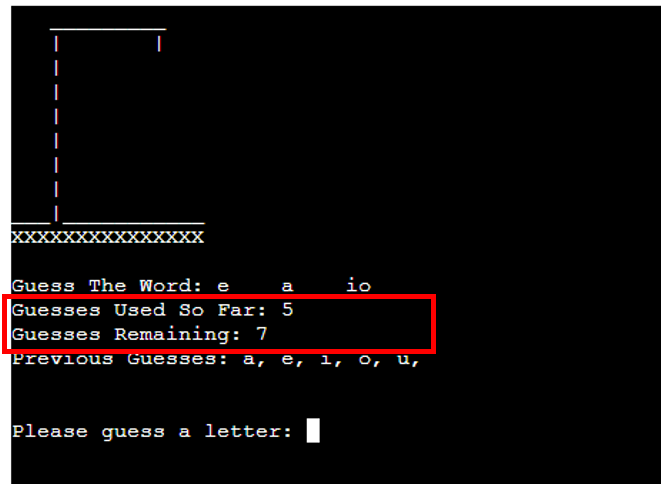 XXXXXXXXXXXXXXX
Guess The Word: e    a    io
Guesses Used So Far: 5
Guesses Remaining: 7
Previous Guesses: a, e, i, o, u,
Please guess a letter: